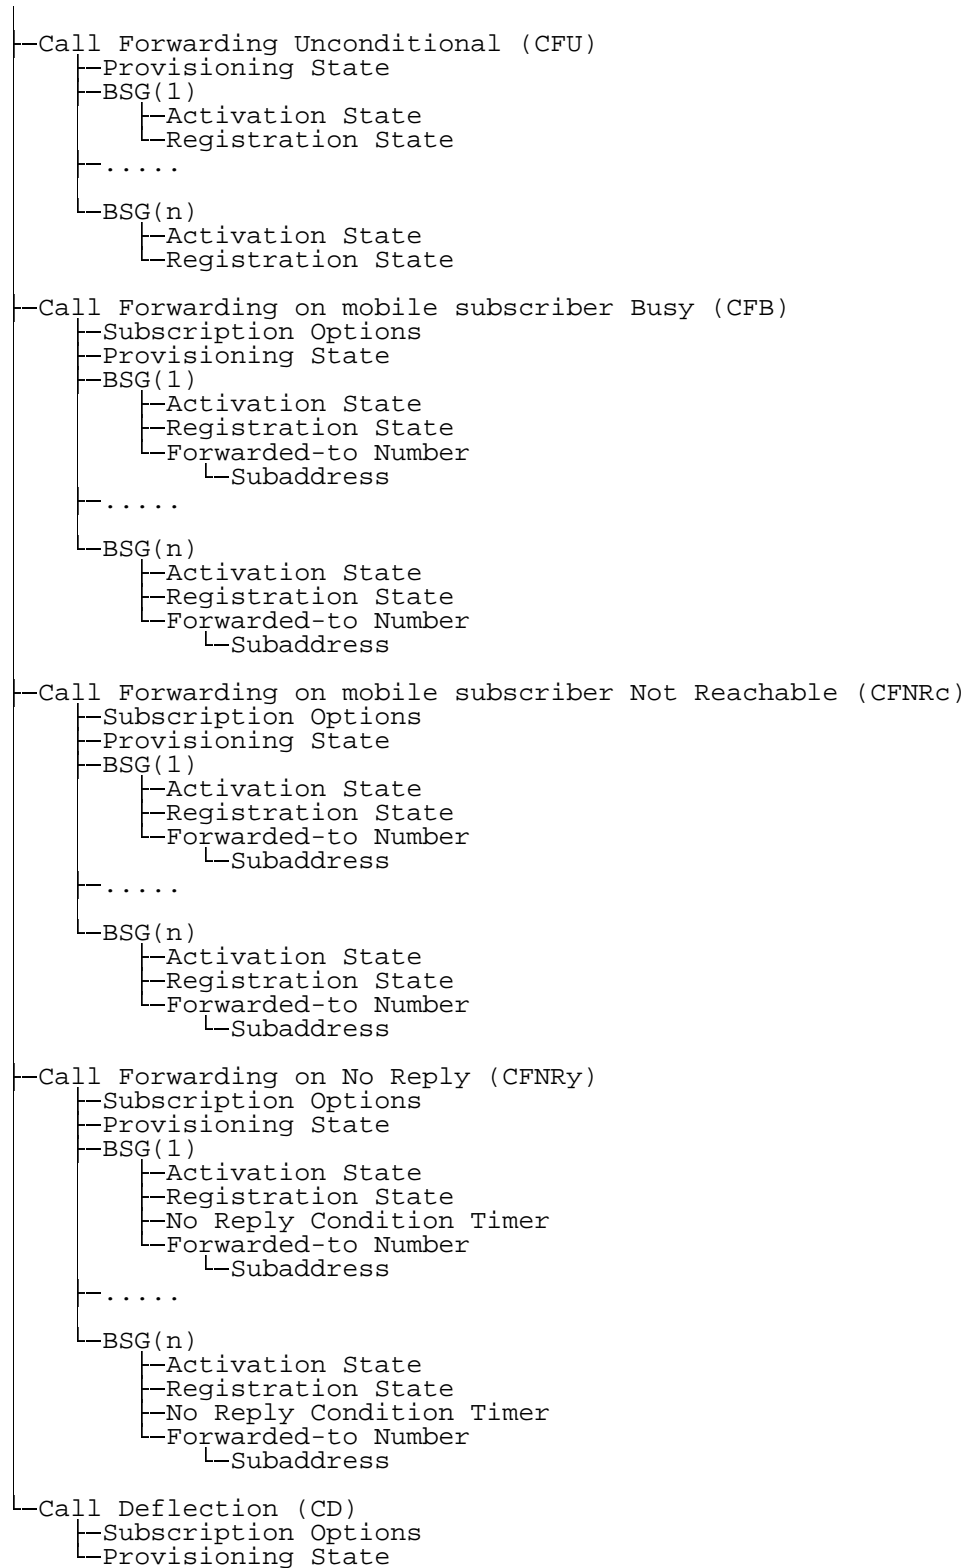 Call Forwarding Unconditional (CFU)
Provisioning State
BSG(1)
Activation State
Registration State
.....
BSG(n)
Activation State
Registration State
Call Forwarding on mobile subscriber Busy (CFB)
Subscription Options
Provisioning State
BSG(1)
Activation State
Registration State
Forwarded-to Number
Subaddress
.....
BSG(n)
Activation State
Registration State
Forwarded-to Number
Subaddress
Call Forwarding on mobile subscriber Not Reachable (CFNRc)
Subscription Options
Provisioning State
BSG(1)
Activation State
Registration State
Forwarded-to Number
Subaddress
.....
BSG(n)
Activation State
Registration State
Forwarded-to Number
Subaddress
Call Forwarding on No Reply (CFNRy)
Subscription Options
Provisioning State
BSG(1)
Activation State
Registration State
No Reply Condition Timer
Forwarded-to Number
Subaddress
.....
BSG(n)
Activation State
Registration State
No Reply Condition Timer
Forwarded-to Number
Subaddress
Call Deflection (CD)
Subscription Options
Provisioning State